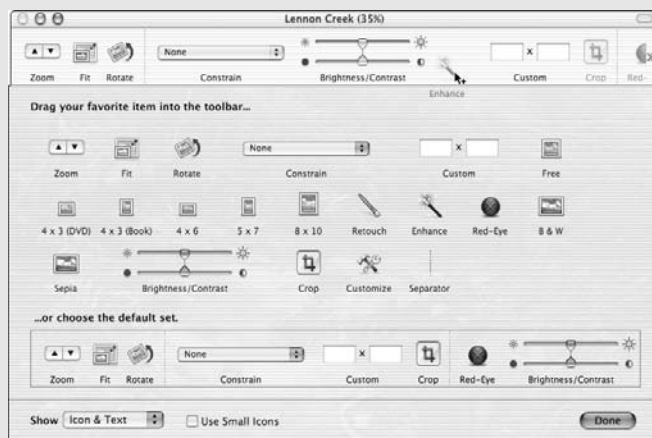 Lennon Creek (35%)
None
x
Zoom Fit Rotate Constrain Brightness/Contrast Custom Crop Red-
Enhance
Drag your favorite item into the toolbar...
None
x
Zoom Fit Rotate Constrain Custom Free
4 x 3 (DVD) 4 x 3 (Book) 4 x 6 5 x 7 8 x 10 Retouch Enhance Red-Eye B & W
Sepia Brightness/Contrast Crop Customize Separator
...or choose the default set.
None
x
Zoom Fit Rotate Constrain Custom Crop Red-Eye Brightness/Contrast
Show Icon & Text Use Small Icons Done